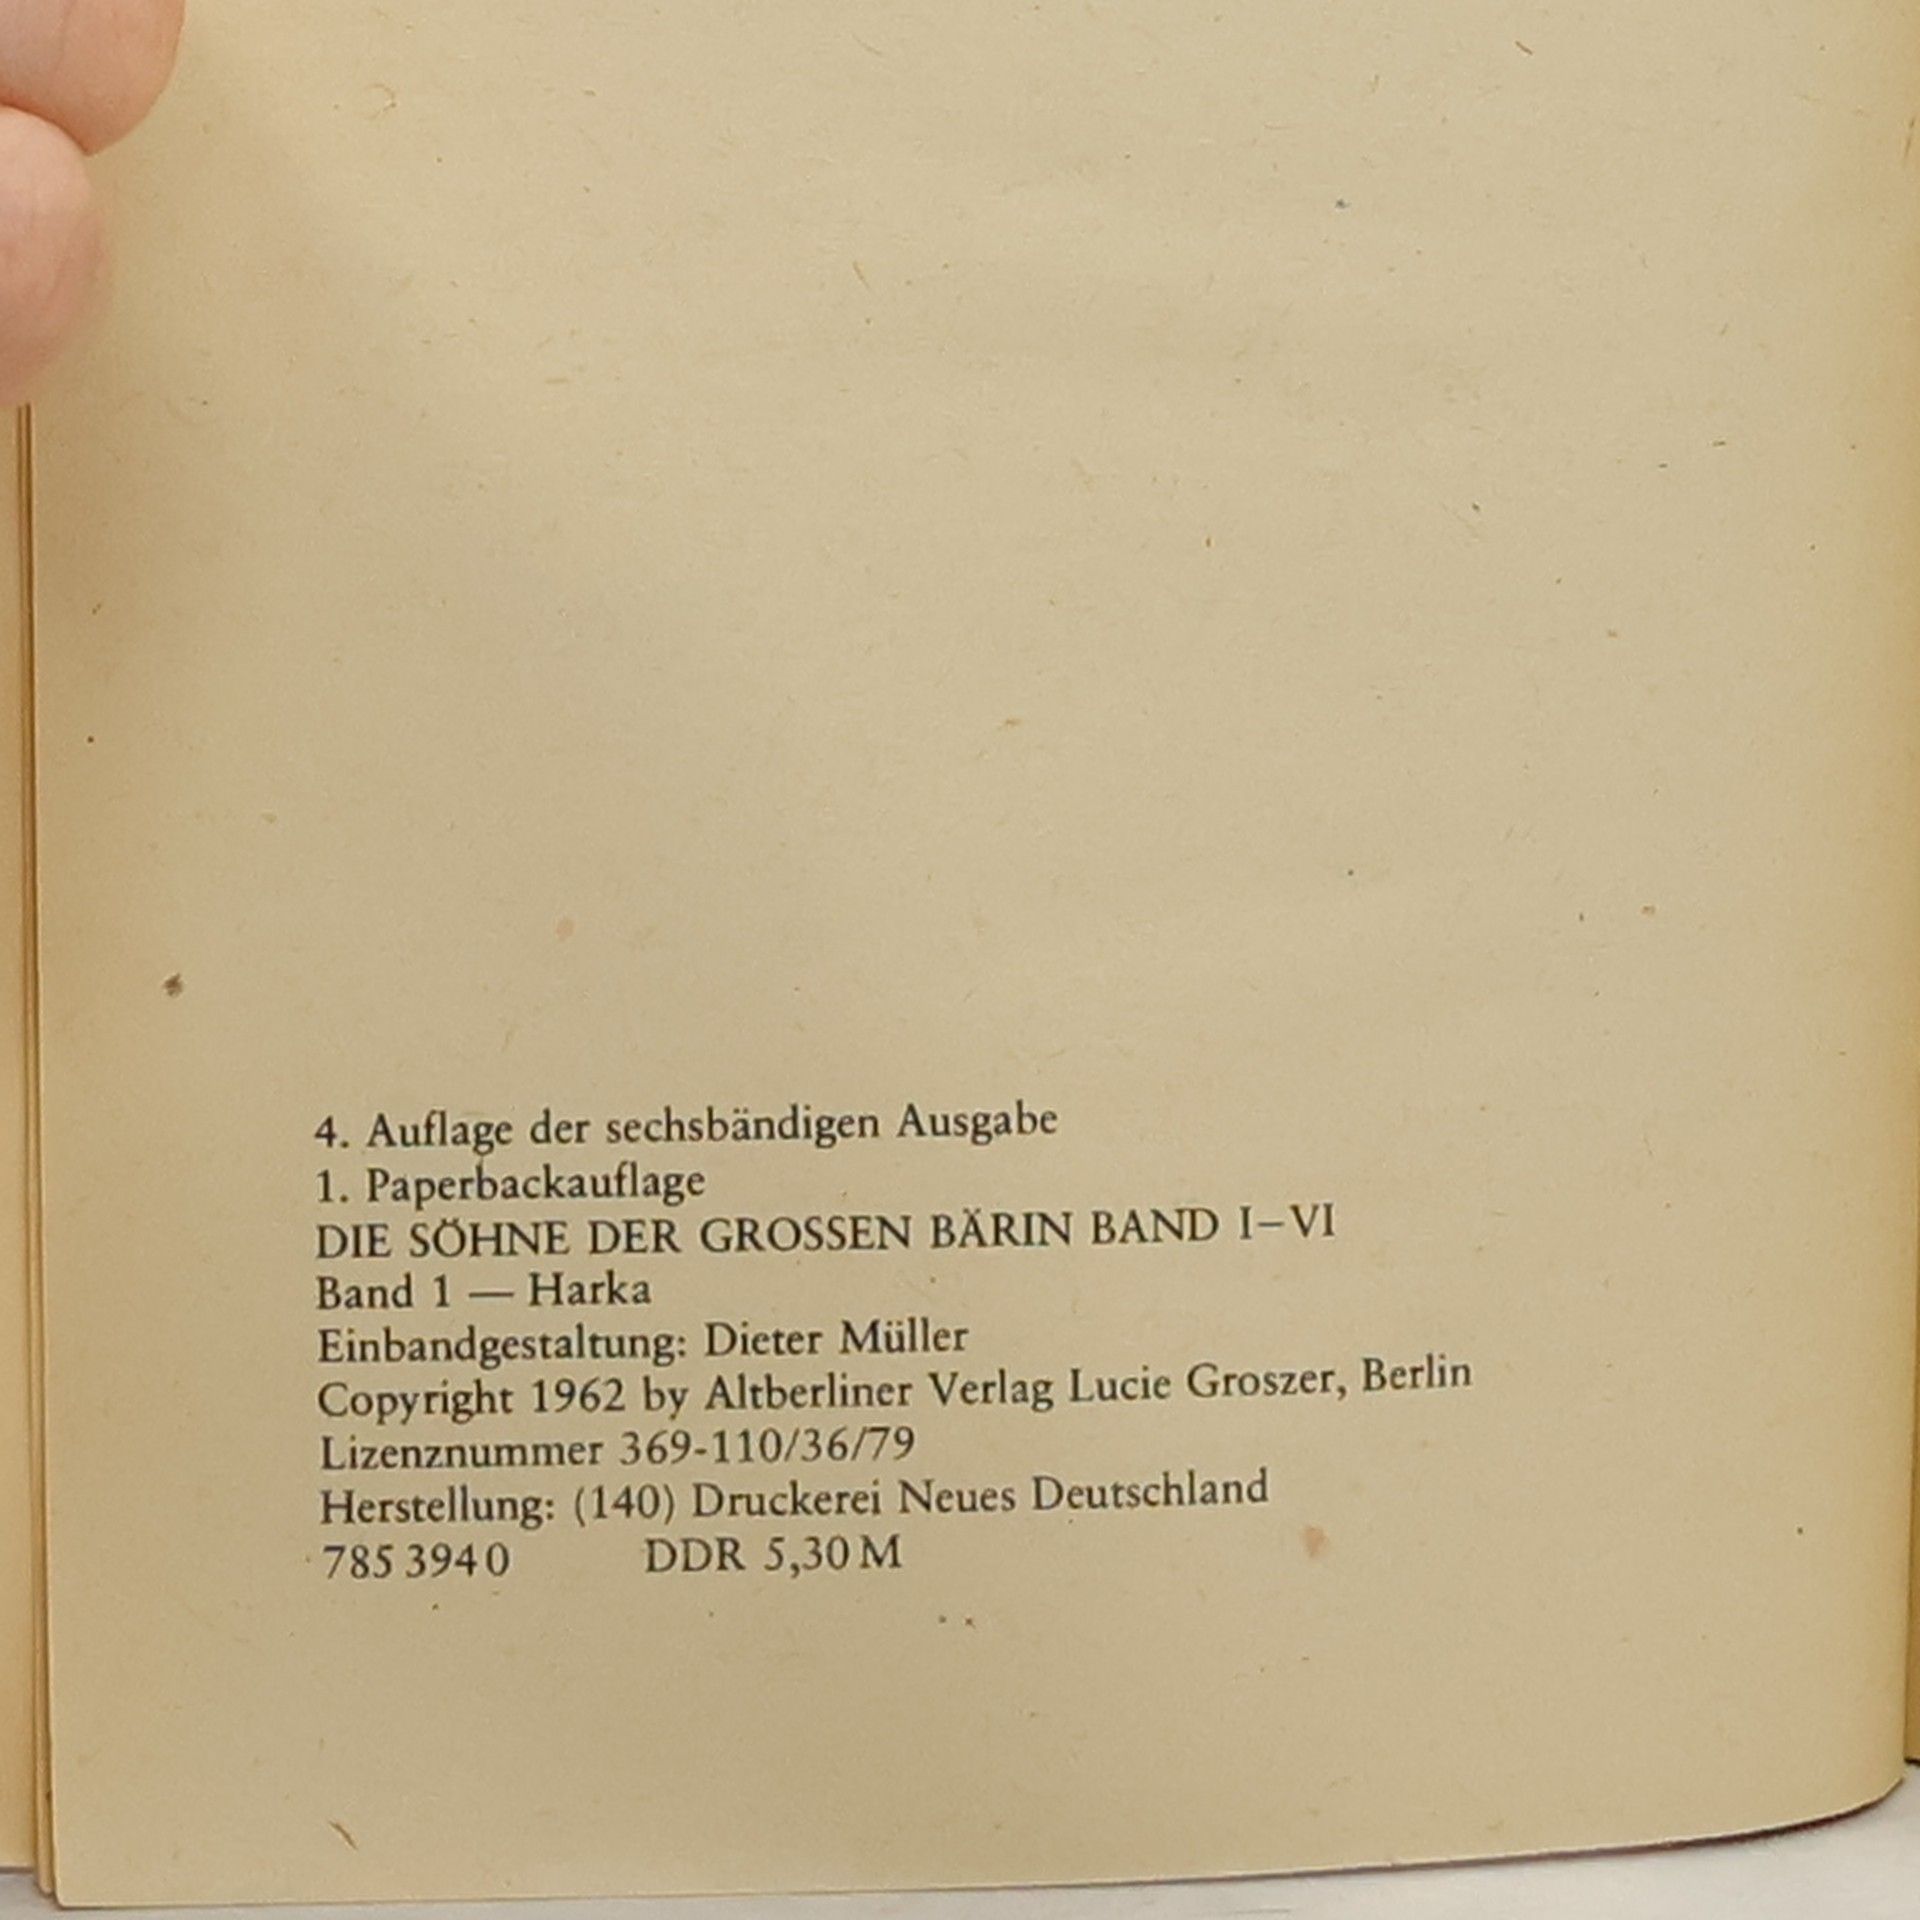 4. Auflage der sechsbändigen Ausgabe
1. Paperbackauflage
DIE SÖHNE DER GROSSEN BÄRIN BAND I–VI
Band 1 — Harka
Einbandgestaltung: Dieter Müller
Copyright 1962 by Altberliner Verlag Lucie Groszer, Berlin
Lizenznummer 369-110/36/79
Herstellung: (140) Druckerei Neues Deutschland
785 394 0 DDR 5,30 M